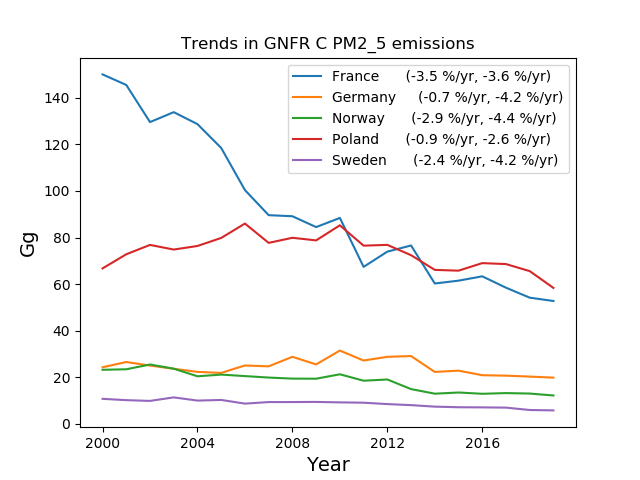 Trends in GNFR C PM2_5 emissions
France (-3.5 %/yr, -3.6 %/yr)
Germany (-0.7 %/yr, -4.2 %/yr)
Norway (-2.9 %/yr, -4.4 %/yr)
Poland (-0.9 %/yr, -2.6 %/yr)
Sweden (-2.4 %/yr, -4.2 %/yr)
Gg
140
120
100
80
60
40
20
0
2000 2004 2008 2012 2016
Year